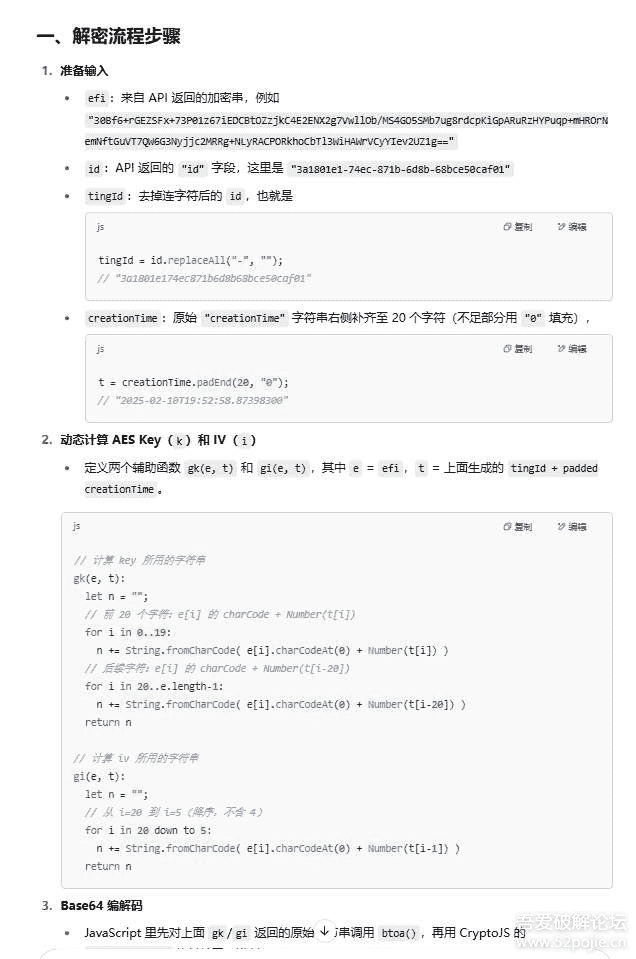 一、解密流程步骤
1. 准备输入
• efi：来自 API 返回的加密串，例如
"30Bf6+rGEZSFx+73P01z67iEDCBtOZzjkC4E2ENX2g7VwllOb/MS4GO5SMb7ug8rdcpKiGpARuRzHYPuqp+mHROrN
emNftGuVT7QW6G3Nyjjc2MRRg+NLyRACPORkhoCbTl3WiHAWrVCyYIev2UZ1g=="
• id：API 返回的 "id" 字段，这里是 "3a1801e1-74ec-871b-6d8b-68bce50caf01"
• tingId：去掉连字符后的 id，也就是
js 复制 编辑
tingId = id.replaceAll("-", "");
// "3a1801e174ec871b6d8b68bce50caf01"
• creationTime：原始 "creationTime" 字符串右侧补齐至 20 个字符（不足部分用 "0" 填充），
js 复制 编辑
t = creationTime.padEnd(20, "0");
// "2025-02-10T19:52:58.87398300"
2. 动态计算 AES Key（k）和 IV（i）
• 定义两个辅助函数 gk(e, t) 和 gi(e, t)，其中 e = efi，t = 上面生成的 tingId + padded
creationTime。
js 复制 编辑
// 计算 key 所用的字符串
gk(e, t):
let n = "";
// 前 20 个字符：e[i] 的 charCode + Number(t[i])
for i in 0..19:
n += String.fromCharCode( e[i].charCodeAt(0) + Number(t[i]) )
// 后续字符：e[i] 的 charCode + Number(t[i-20])
for i in 20..e.length-1:
n += String.fromCharCode( e[i].charCodeAt(0) + Number(t[i-20]) )
return n
// 计算 iv 所用的字符串
gi(e, t):
let n = "";
// 从 i=20 到 i=5（降序，不含 4）
for i in 20 down to 5:
n += String.fromCharCode( e[i].charCodeAt(0) + Number(t[i-1]) )
return n
3. Base64 编解码
• JavaScript 里先对上面 gk/gi 返回的原始 串调用 btoa()，再用 CryptoJS 的
吾爱破解论坛
www.52pojie.cn